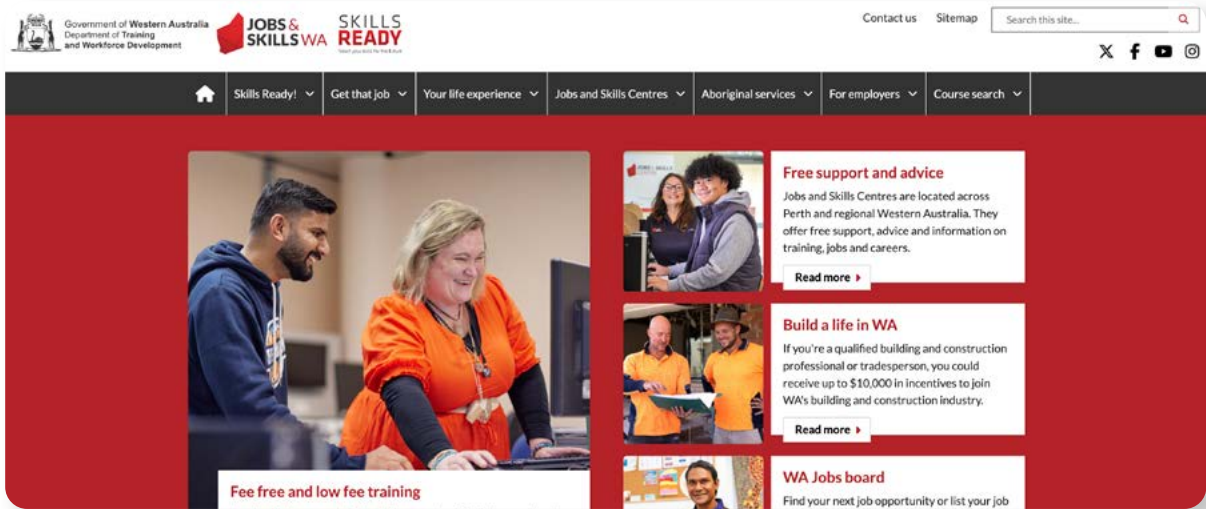 Government of Western Australia
Department of Training
and Workforce Development
JOBS &
SKILLS WA
SKILLS
READY
Contact us
Sitemap
Search this site...
Skills Ready!
Get that job
Your life experience
Jobs and Skills Centres
Aboriginal services
For employers
Course search
Fee free and low fee training
Free support and advice
Jobs and Skills Centres are located across
Perth and regional Western Australia. They
offer free support, advice and information on
training, jobs and careers.
Read more
Build a life in WA
If you're a qualified building and construction
professional or tradesperson, you could
receive up to $10,000 in incentives to join
WA's building and construction industry.
Read more
WA Jobs board
Find your next job opportunity or list your job